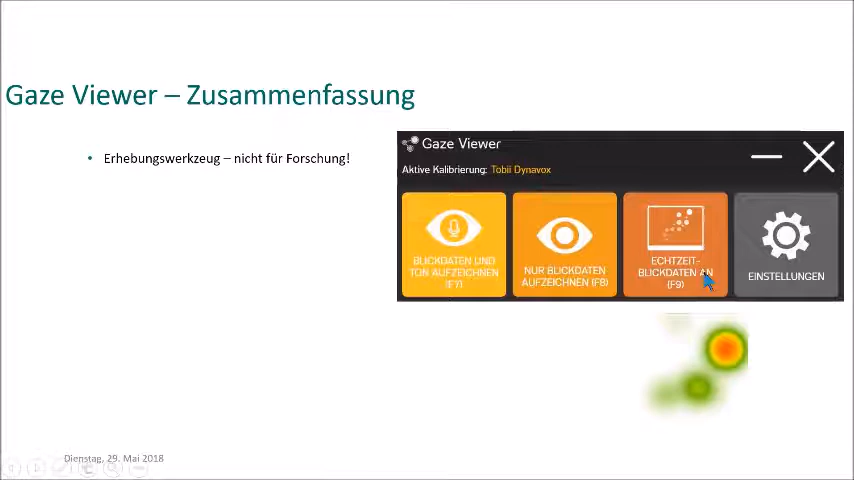 Gaze Viewer – Zusammenfassung
• Erhebungswerkzeug – nicht für Forschung!
Gaze Viewer
Aktive Kalibrierung: Tobii Dynavox
BLICKDATEN UND
TON AUFZEICHNEN
(F7)
NUR BLICKDATEN
AUFZEICHNEN (F8)
ECHTZEIT-
BLICKDATEN AN
(F9)
EINSTELLUNGEN
Dienstag, 29. Mai 2018